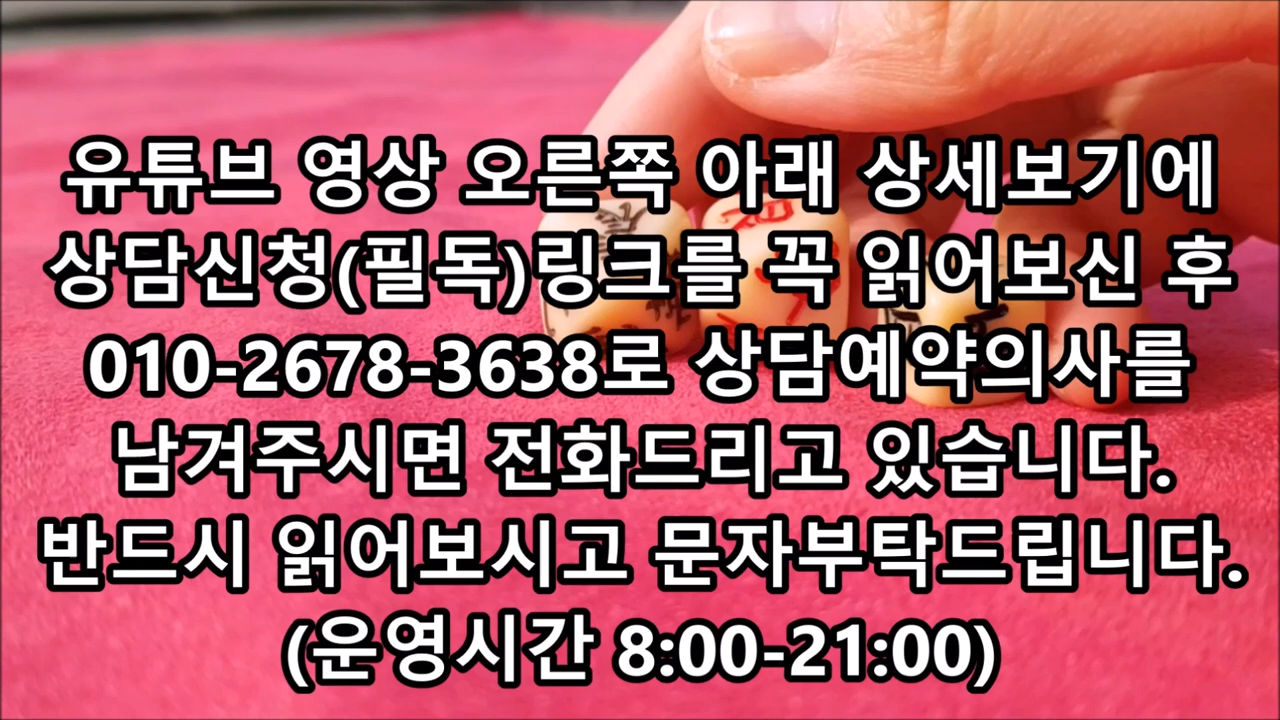 유튜브 영상 오른쪽 아래 상세보기에
상담신청(필독)링크를 꼭 읽어보신 후
010-2678-3638로 상담예약의사를
남겨주시면 전화드리고 있습니다.
반드시 읽어보시고 문자부탁드립니다.
(운영시간 8:00-21:00)